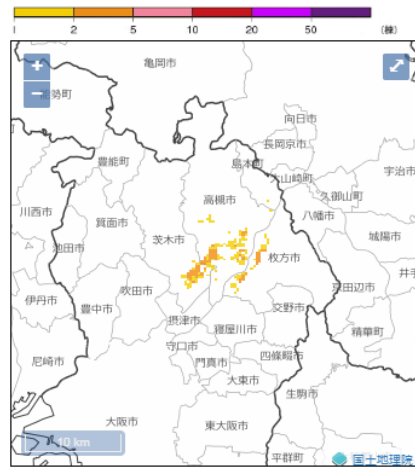 1 2 5 10 20 50 (棟)
亀岡市
能勢町
向日市
長岡京市
豊能町
島本町
大山崎町
宇治市
高槻市
久御山町
川西市
箕面市
茨木市
八幡市
城陽市
池田市
枚方市
井手
京田辺市
伊丹市
吹田市
豊中市
交野市
摂津市
精華町
寝屋川市
守口市
門真市
四條畷市
尼崎市
大東市
生駒市
大阪市
東大阪市
10 km
平群町
国土地理院